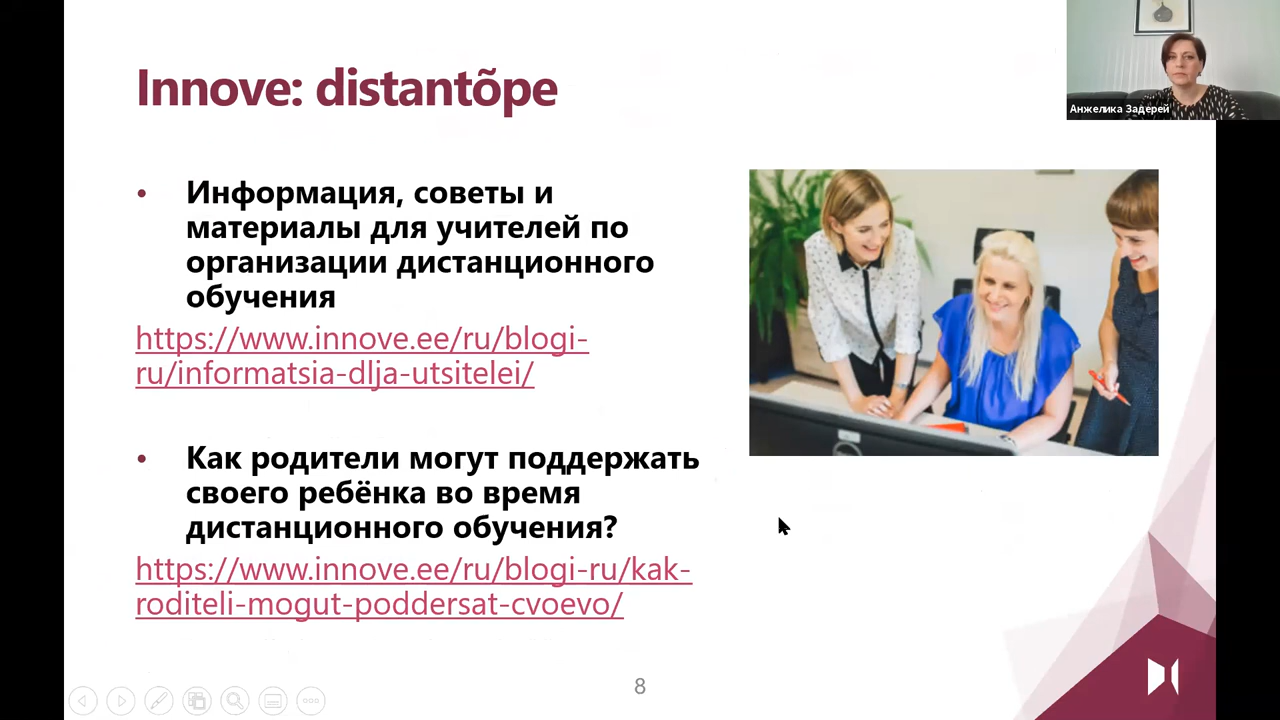 Innove: distantõpe
Анжелика Задерей
• Информация, советы и
материалы для учителей по
организации дистанционного
обучения
https://www.innove.ee/ru/blogi-
ru/informatsia-dlja-utsitelei/
• Как родители могут поддержать
своего ребёнка во время
дистанционного обучения?
https://www.innove.ee/ru/blogi-ru/kak-
roditeli-mogut-poddersat-cvoevo/
8